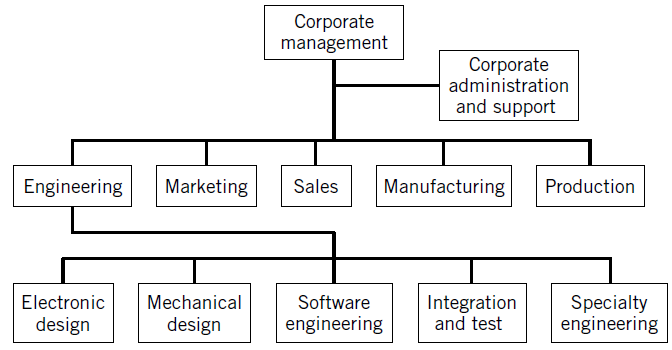 Corporate
management
Corporate
administration
and support
Engineering
Marketing
Sales
Manufacturing
Production
Electronic
design
Mechanical
design
Software
engineering
Integration
and test
Specialty
engineering